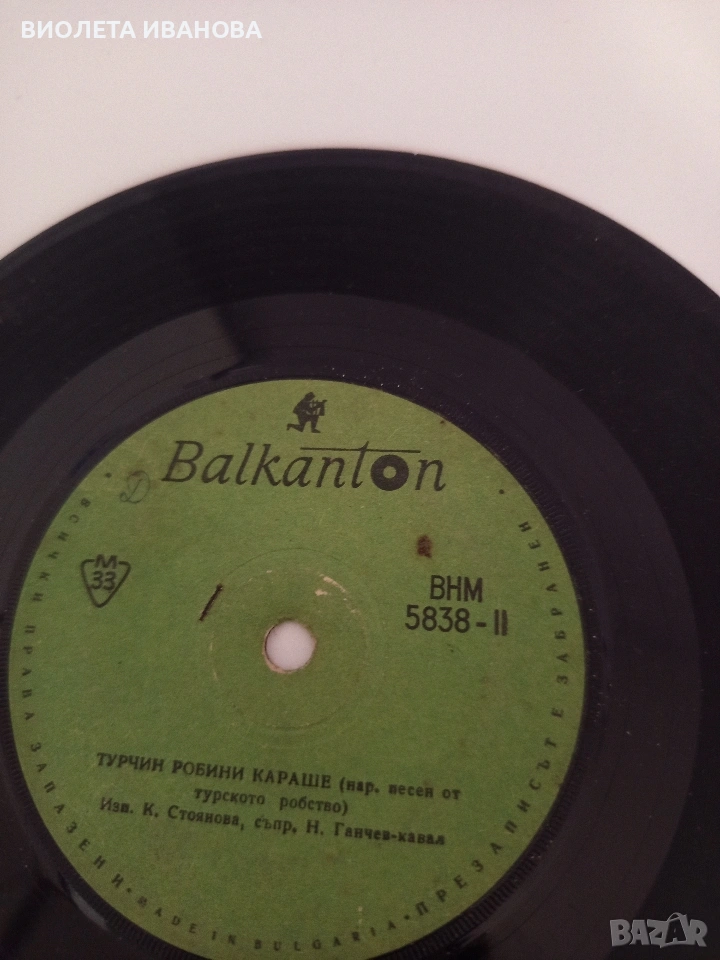 ВИОЛЕТА ИВАНОВА
Balkanton
Д
М
33
ВНМ
5838-II
ТУРЧИН РОБИНИ КАРАШЕ (нар. песен от
турското робство)
Изп. К. Стоянова, съпр. Н. Ганчев-кавал
• ВСИЧКИ ПРАВА ЗАПАЗЕНИ • MADE IN BULGARIA • ПРЕЗАПИСЪТ Е ЗАБРАНЕН •
BAZAR